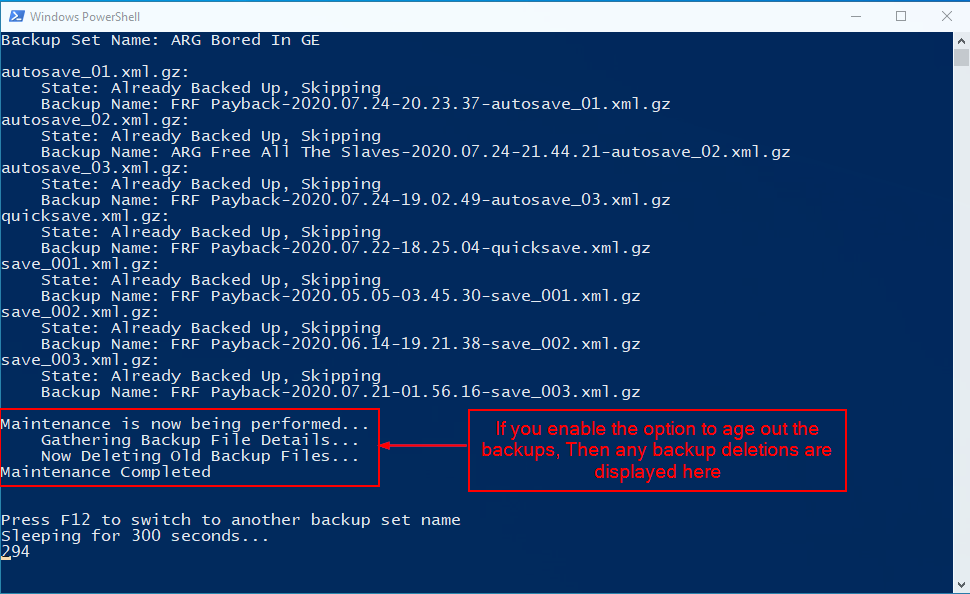 Windows PowerShell
Backup Set Name: ARG Bored In GE
autosave_01.xml.gz:
State: Already Backed Up, Skipping
Backup Name: FRF Payback-2020.07.24-20.23.37-autosave_01.xml.gz
autosave_02.xml.gz:
State: Already Backed Up, Skipping
Backup Name: ARG Free All The Slaves-2020.07.24-21.44.21-autosave_02.xml.gz
autosave_03.xml.gz:
State: Already Backed Up, Skipping
Backup Name: FRF Payback-2020.07.24-19.02.49-autosave_03.xml.gz
quicksave.xml.gz:
State: Already Backed Up, Skipping
Backup Name: FRF Payback-2020.07.22-18.25.04-quicksave.xml.gz
save_001.xml.gz:
State: Already Backed Up, Skipping
Backup Name: FRF Payback-2020.05.05-03.45.30-save_001.xml.gz
save_002.xml.gz:
State: Already Backed Up, Skipping
Backup Name: FRF Payback-2020.06.14-19.21.38-save_002.xml.gz
save_003.xml.gz:
State: Already Backed Up, Skipping
Backup Name: FRF Payback-2020.07.21-01.56.16-save_003.xml.gz
Maintenance is now being performed...
Gathering Backup File Details...
Now Deleting Old Backup Files...
Maintenance Completed
If you enable the option to age out the
backups, Then any backup deletions are
displayed here
Press F12 to switch to another backup set name
Sleeping for 300 seconds...
294